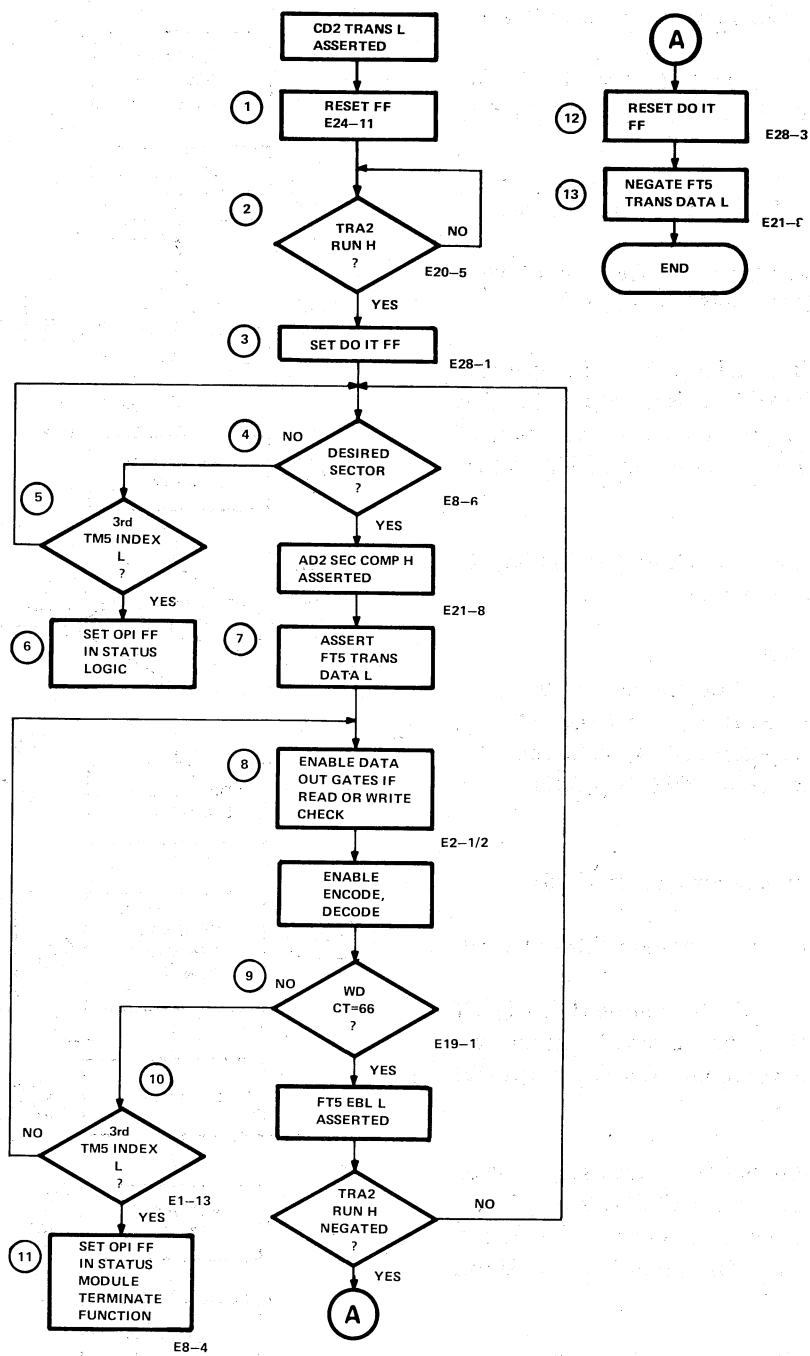 CD2 TRANS L
ASSERTED
1
RESET FF
E24–11
2
TRA2
RUN H
?
NO
E20–5
YES
3
SET DO IT FF
E28–1
4
NO
DESIRED
SECTOR
?
E8–6
YES
5
3rd
TM5 INDEX
L
?
YES
6
SET OPI FF
IN STATUS
LOGIC
AD2 SEC COMP H
ASSERTED
E21–8
7
ASSERT
FT5 TRANS
DATA L
8
ENABLE DATA
OUT GATES IF
READ OR WRITE
CHECK
E2–1/2
ENABLE
ENCODE,
DECODE
9
NO
WD
CT=66
?
E19–1
YES
10
NO
3rd
TM5 INDEX
L
?
E1–13
YES
11
SET OPI FF
IN STATUS
MODULE
TERMINATE
FUNCTION
E8–4
FT5 EBL L
ASSERTED
TRA2
RUN H
NEGATED
?
NO
YES
A
A
12
RESET DO IT
FF
E28–3
13
NEGATE FT5
TRANS DATA L
END